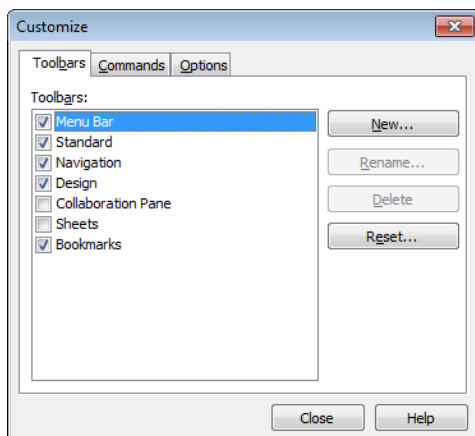 Customize
Toolbars
Commands
Options
Toolbars:
Menu Bar
Standard
Navigation
Design
Collaboration Pane
Sheets
Bookmarks
New...
Rename...
Delete
Reset...
Close
Help